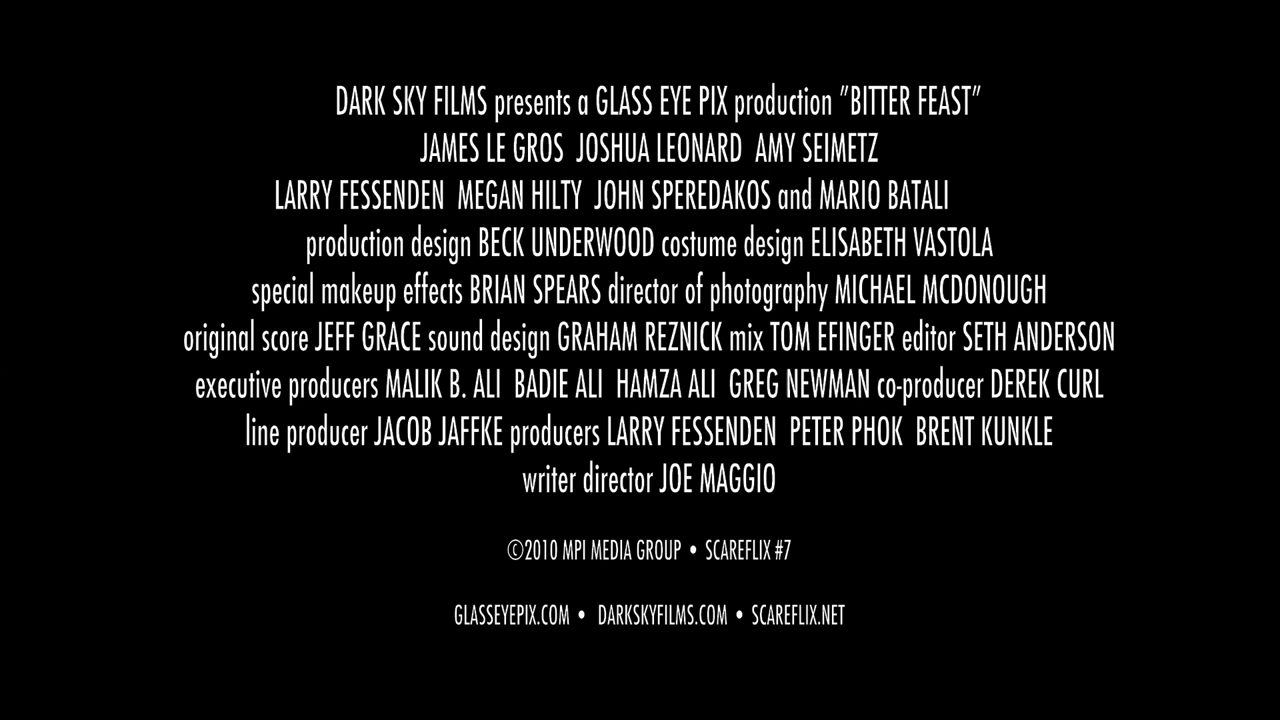 DARK SKY FILMS presents a GLASS EYE PIX production "BITTER FEAST"
JAMES LE GROS JOSHUA LEONARD AMY SEIMETZ
LARRY FESSENDEN MEGAN HILTY JOHN SPEREDAKOS and MARIO BATALI
production design BECK UNDERWOOD costume design ELISABETH VASTOLA
special makeup effects BRIAN SPEARS director of photography MICHAEL MCDONOUGH
original score JEFF GRACE sound design GRAHAM REZNICK mix TOM EFINGER editor SETH ANDERSON
executive producers MALIK B. ALI BADIE ALI HAMZA ALI GREG NEWMAN co-producer DEREK CURL
line producer JACOB JAFFKE producers LARRY FESSENDEN PETER PHOK BRENT KUNKLE
writer director JOE MAGGIO
©2010 MPI MEDIA GROUP • SCAREFLIX #7
GLASSEYEPIX.COM • DARKSKYFILMS.COM • SCAREFLIX.NET